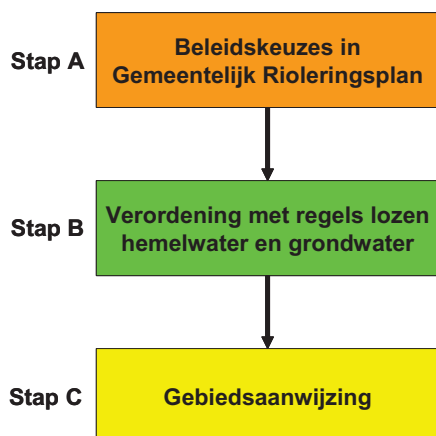 Stap A
Beleidskeuzes in
Gemeentelijk Rioleringsplan
Stap B
Verordening met regels lozen
hemelwater en grondwater
Stap C
Gebiedsaanwijzing